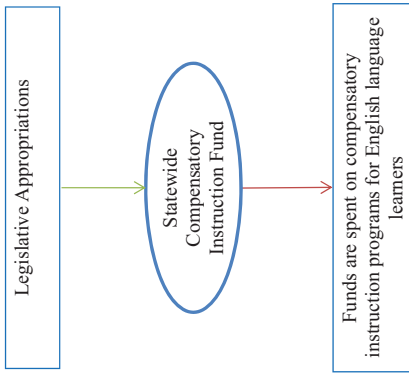 Legislative Appropriations
Statewide
Compensatory
Instruction Fund
Funds are spent on compensatory
instruction programs for English language
learners